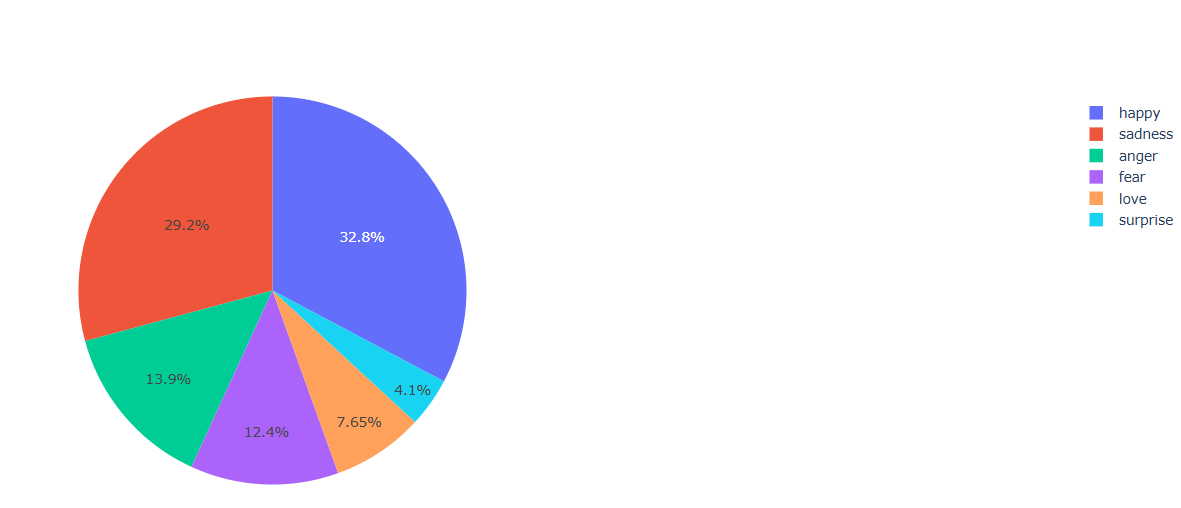 happy
sadness
anger
fear
love
surprise
29.2%
32.8%
13.9%
4.1%
7.65%
12.4%